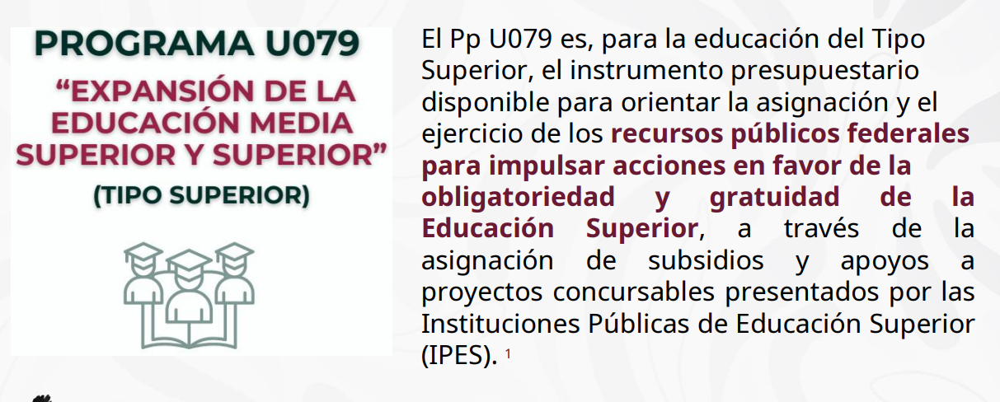 PROGRAMA U079
“EXPANSIÓN DE LA
EDUCACIÓN MEDIA
SUPERIOR Y SUPERIOR”
(TIPO SUPERIOR)
El Pp U079 es, para la educación del Tipo
Superior, el instrumento presupuestario
disponible para orientar la asignación y el
ejercicio de los recursos públicos federales
para impulsar acciones en favor de la
obligatoriedad y gratuidad de la
Educación Superior, a través de la
asignación de subsidios y apoyos a
proyectos concursables presentados por las
Instituciones Públicas de Educación Superior
(IPES). 1